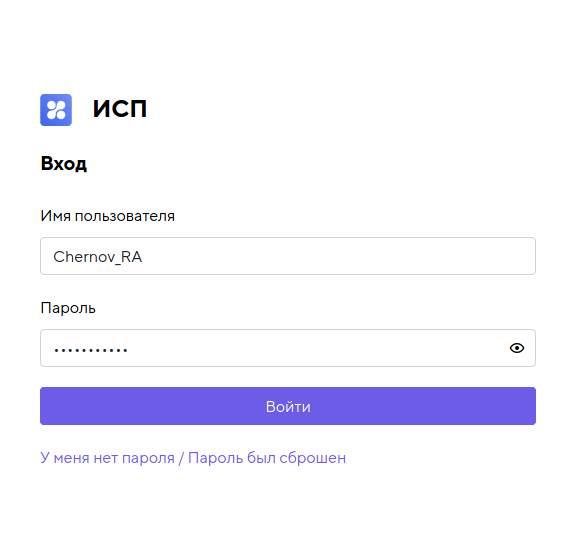 ИСП
Вход
Имя пользователя
Chernov_RA
Пароль
•••••••••••
Войти
У меня нет пароля / Пароль был сброшен